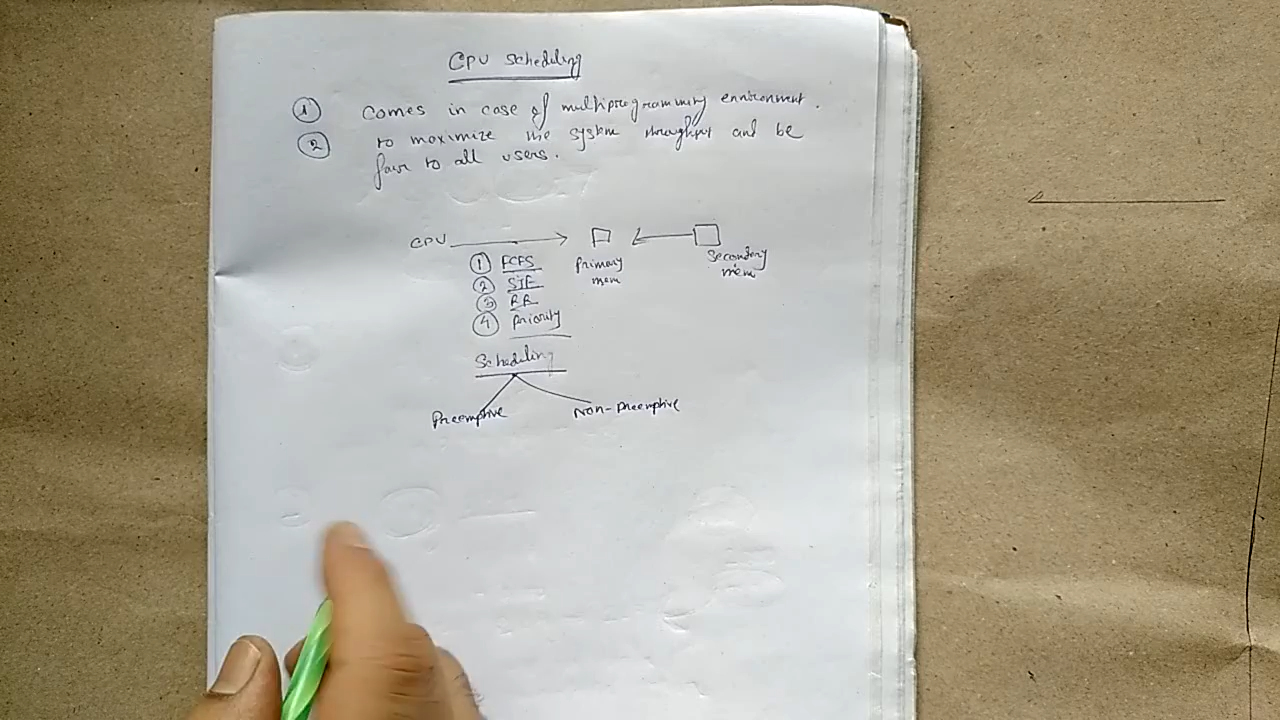 CPU Scheduling
① Comes in case of multiprogramming environment.
② to maximize the system throughput and be
fair to all users.
CPU
Primary mem
Secondary mem
① FCFS
② SJF
③ RR
④ Priority
Scheduling
Preemptive Non-Preemptive